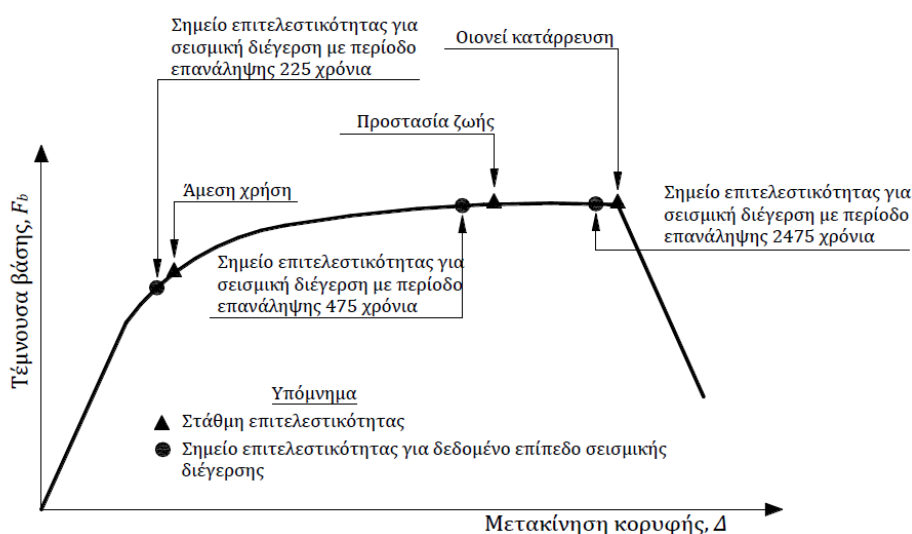 Σημείο επιτελεστικότητας για
σεισμική διέγερση με περίοδο
επανάληψης 225 χρόνια
Οιονεί κατάρρευση
Προστασία ζωής
Άμεση χρήση
Σημείο επιτελεστικότητας για
σεισμική διέγερση με περίοδο
επανάληψης 2475 χρόνια
Σημείο επιτελεστικότητας για
σεισμική διέγερση με περίοδο
επανάληψης 475 χρόνια
Τέμνουσα βάσης, F_b
Υπόμνημα
Στάθμη επιτελεστικότητας
Σημείο επιτελεστικότητας για δεδομένο επίπεδο σεισμικής
διέγερσης
Μετακίνηση κορυφής, Δ